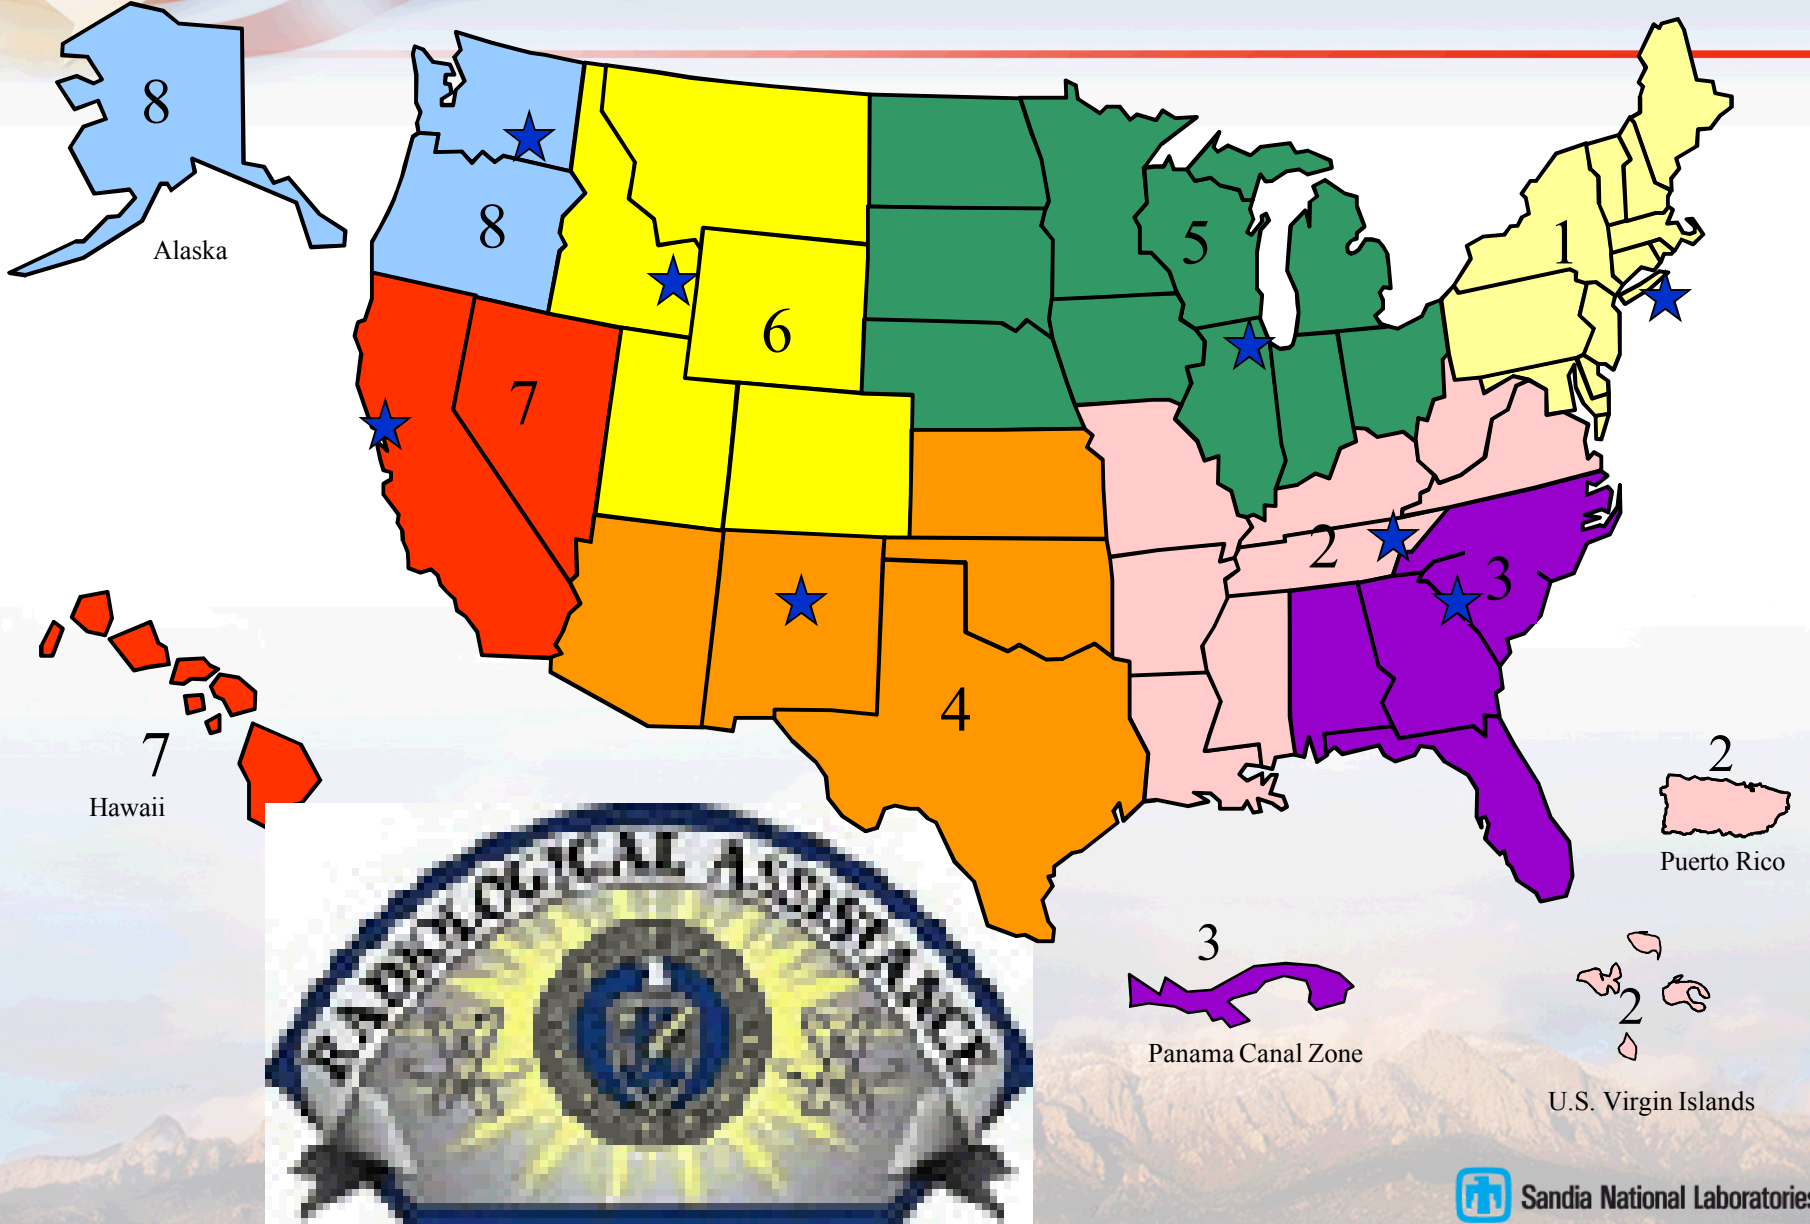 8
Alaska
8
5
1
6
7
2
3
7
Hawaii
4
2
Puerto Rico
3
Panama Canal Zone
2
U.S. Virgin Islands
RADIOLOGICAL ASSISTANCE
Sandia National Laboratories